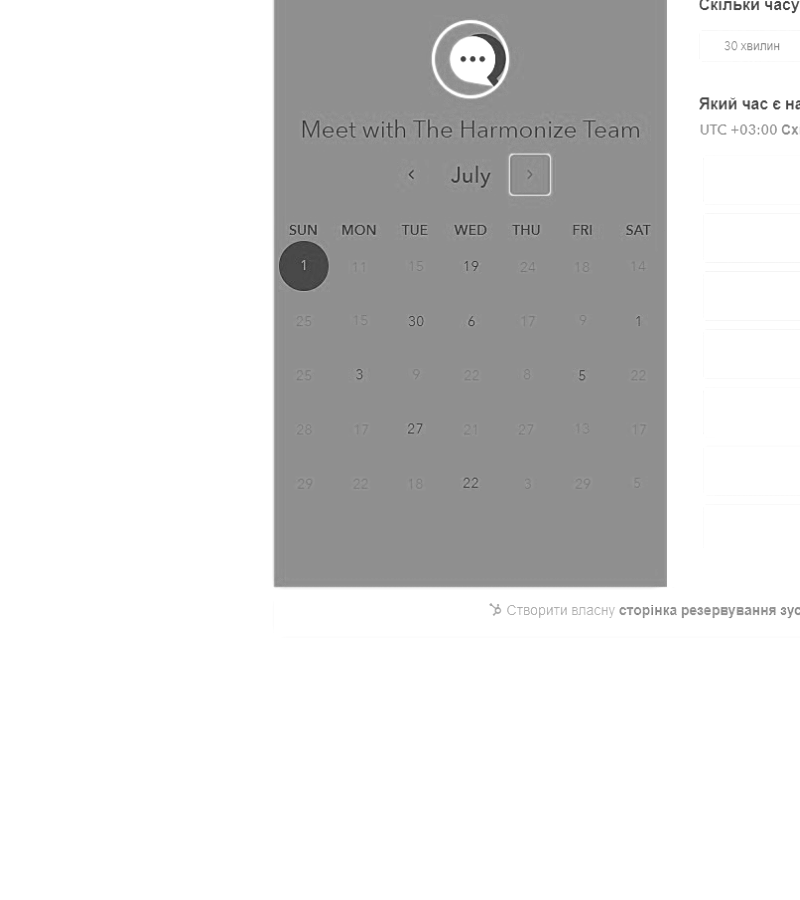 Скільки часу
30 хвилин
Який час є на
UTC +03:00 Схі
Meet with The Harmonize Team
July
SUN MON TUE WED THU FRI SAT
1 11 15 19 24 18 14
25 15 30 6 17 9 1
25 3 9 22 8 5 22
28 17 27 21 27 13 17
29 22 18 22 3 29 5
Створити власну сторінка резервування зус